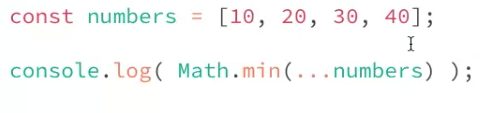 const numbers = [10, 20, 30, 40];
console.log( Math.min(...numbers) );